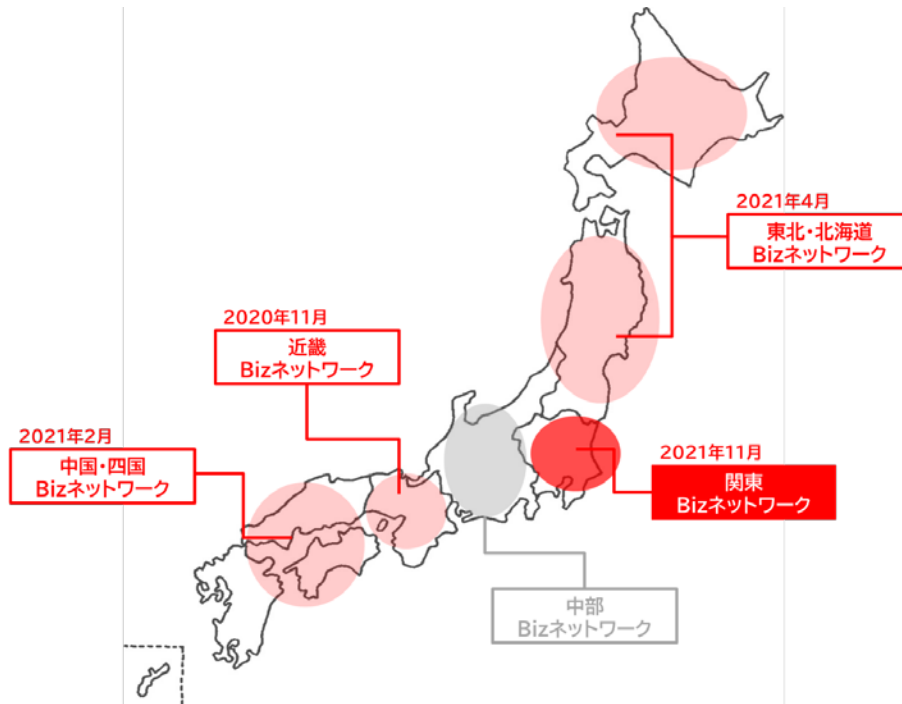 2021年4月
東北・北海道
Bizネットワーク
2020年11月
近畿
Bizネットワーク
2021年2月
中国・四国
Bizネットワーク
2021年11月
関東
Bizネットワーク
中部
Bizネットワーク